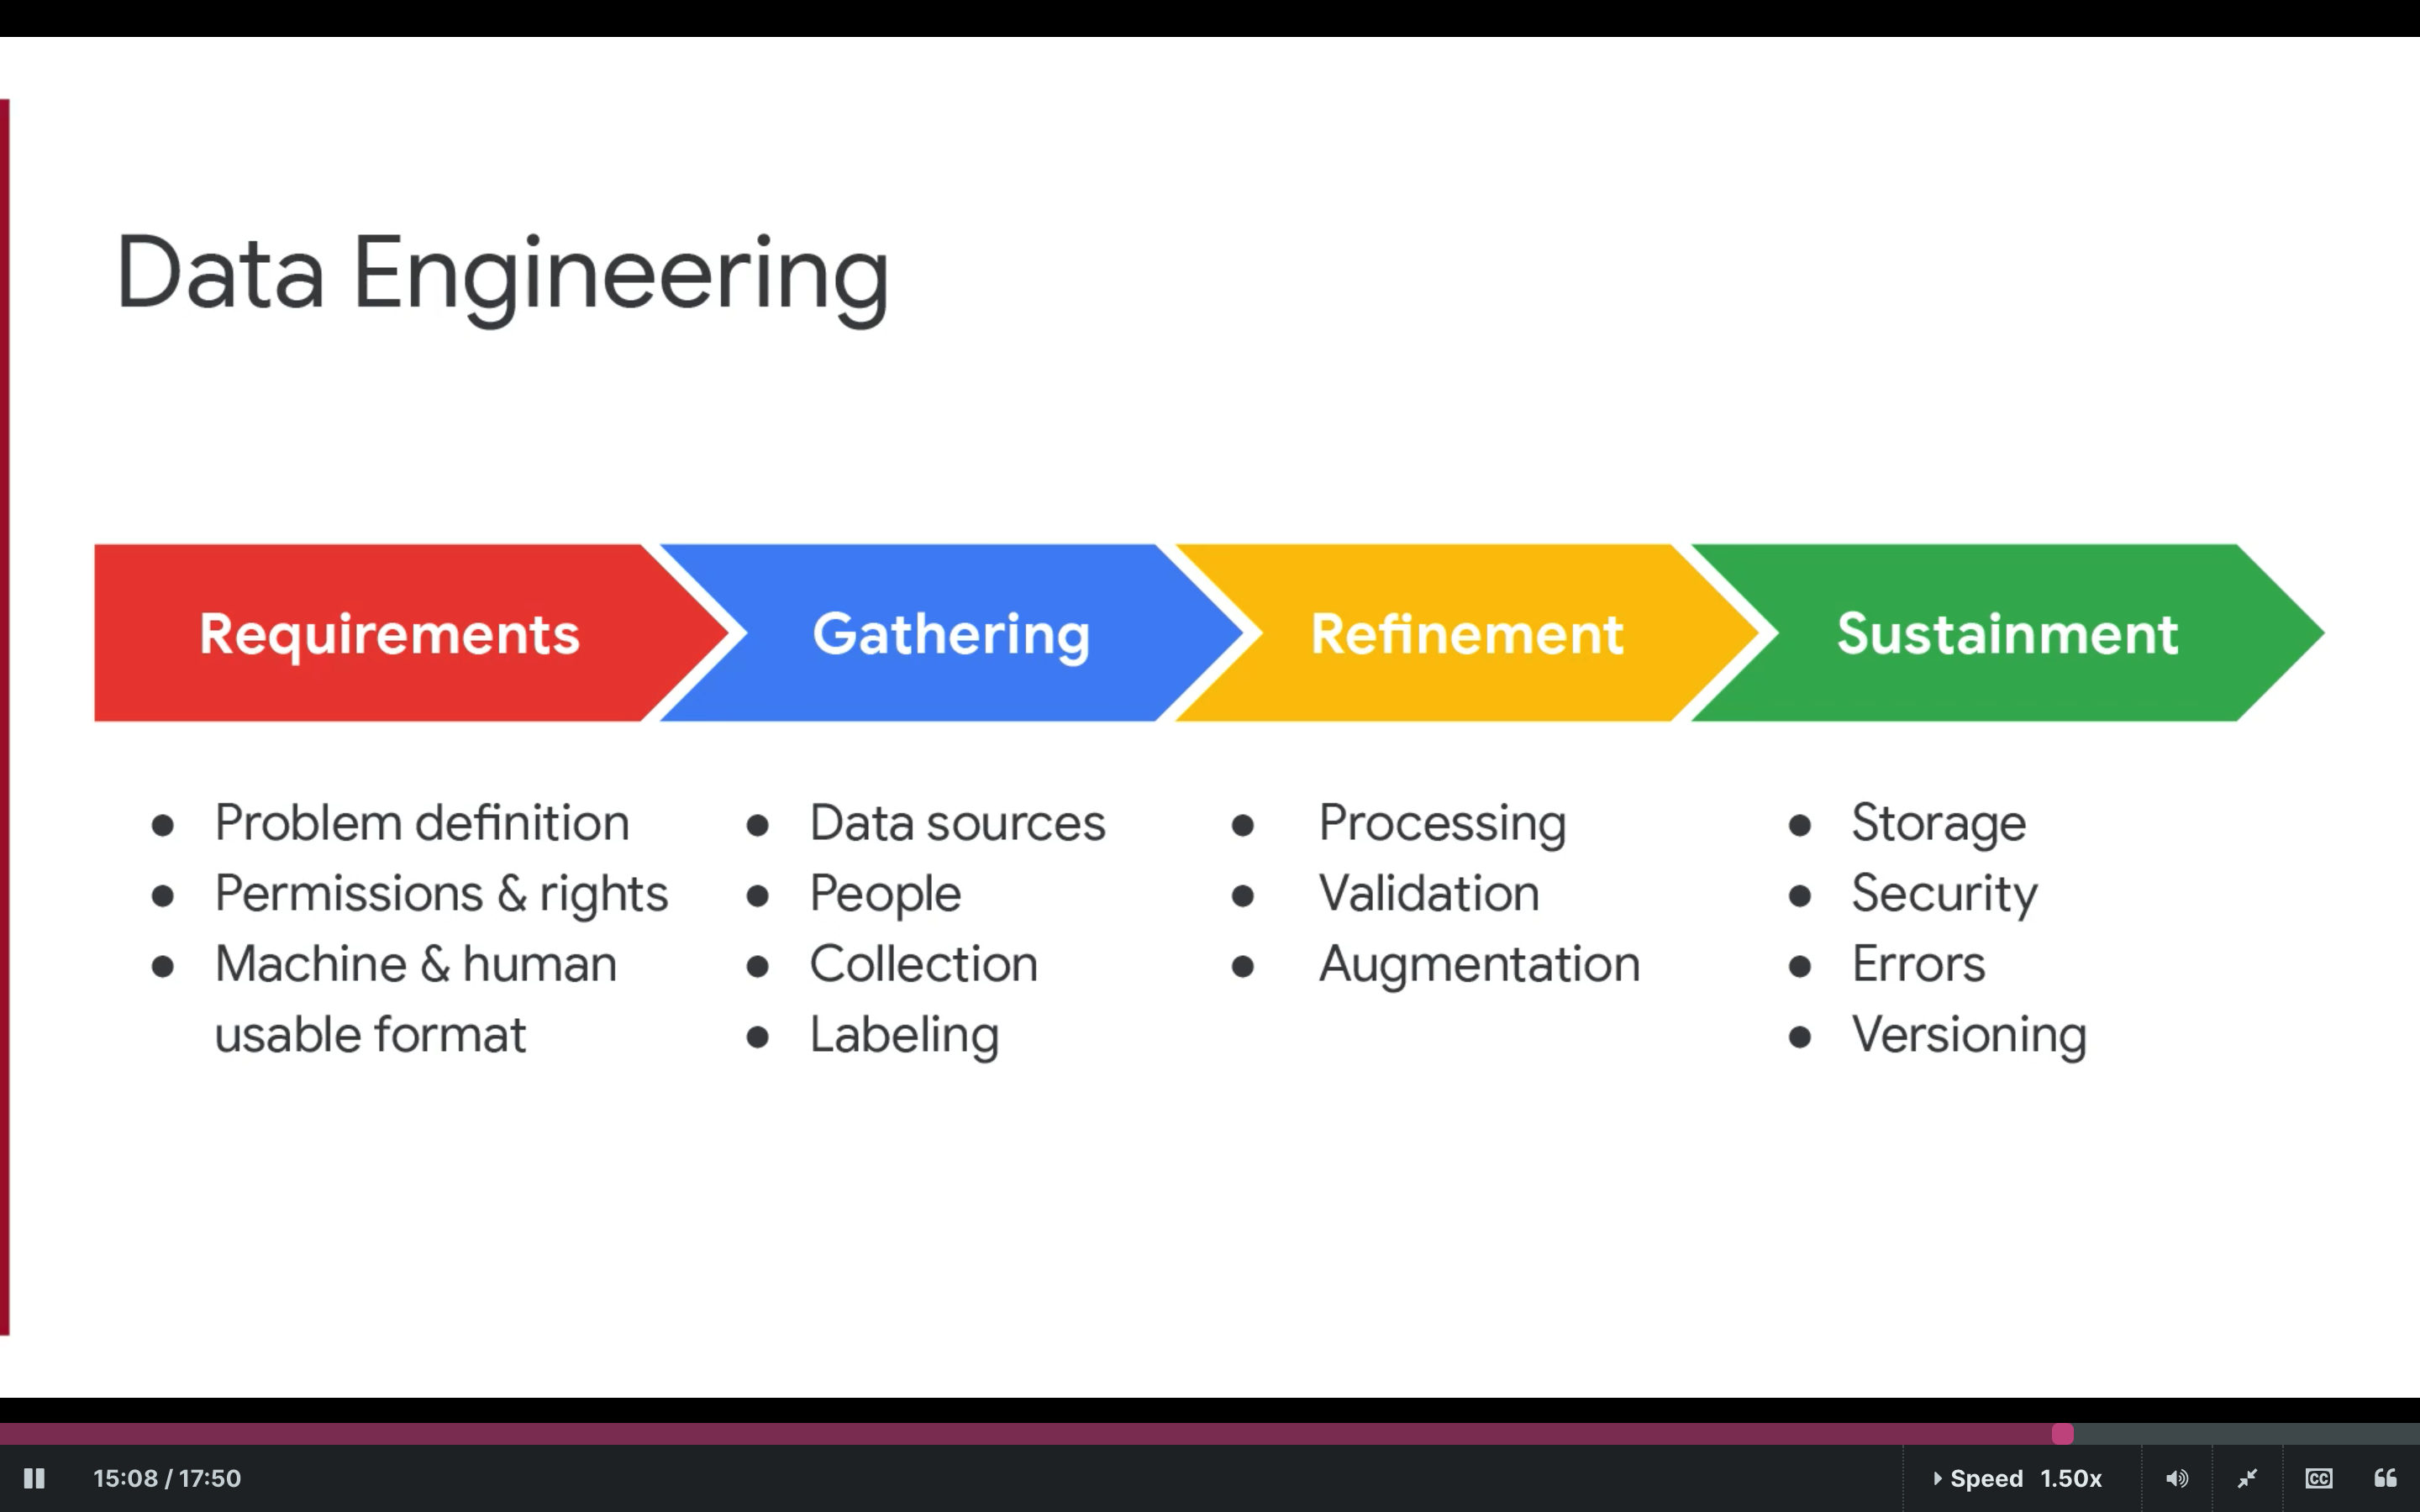 Data Engineering
Requirements
Gathering
Refinement
Sustainment
● Problem definition
● Permissions & rights
● Machine & human
usable format
● Data sources
● People
● Collection
● Labeling
● Processing
● Validation
● Augmentation
● Storage
● Security
● Errors
● Versioning
15:08 / 17:50
Speed 1.50x
CC